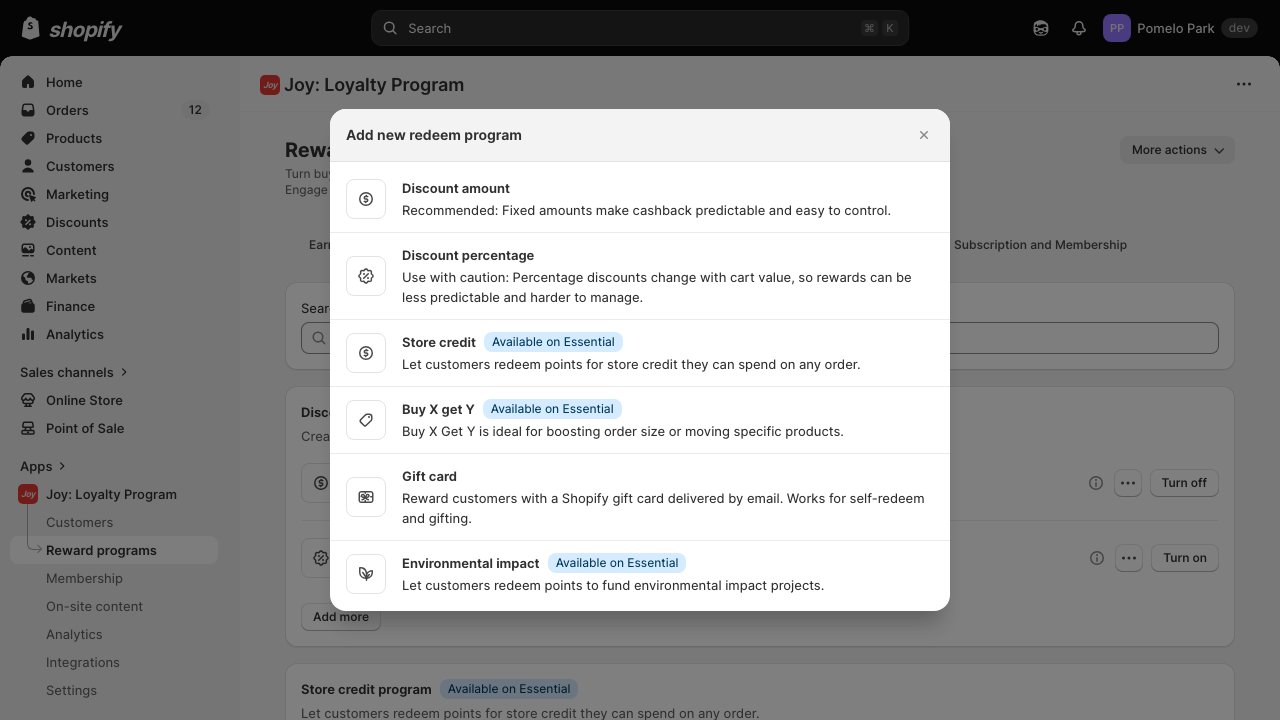 shopify
Search
⌘ K
PP
Pomelo Park
dev
Home
Orders
12
Products
Customers
Marketing
Discounts
Content
Markets
Finance
Analytics
Sales channels
Online Store
Point of Sale
Apps
Joy
Joy: Loyalty Program
Customers
Reward programs
Membership
On-site content
Analytics
Integrations
Settings
Joy
Joy: Loyalty Program
More actions
Engage
Subscription and Membership
Add new redeem program
Discount amount
Recommended: Fixed amounts make cashback predictable and easy to control.
Discount percentage
Use with caution: Percentage discounts change with cart value, so rewards can be
less predictable and harder to manage.
Store credit
Available on Essential
Let customers redeem points for store credit they can spend on any order.
Buy X get Y
Available on Essential
Buy X Get Y is ideal for boosting order size or moving specific products.
Gift card
Reward customers with a Shopify gift card delivered by email. Works for self-redeem
and gifting.
Environmental impact
Available on Essential
Let customers redeem points to fund environmental impact projects.
Turn off
Turn on
Add more
Store credit program
Available on Essential
Let customers redeem points for store credit they can spend on any order.